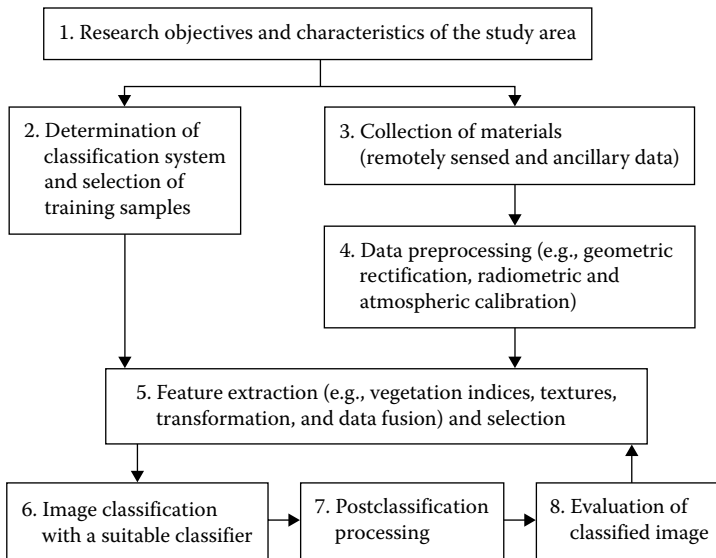 1. Research objectives and characteristics of the study area
2. Determination of
classification system
and selection of
training samples
3. Collection of materials
(remotely sensed and ancillary data)
4. Data preprocessing (e.g., geometric
rectification, radiometric and
atmospheric calibration)
5. Feature extraction (e.g., vegetation indices, textures,
transformation, and data fusion) and selection
6. Image classification
with a suitable classifier
7. Postclassification
processing
8. Evaluation of
classified image